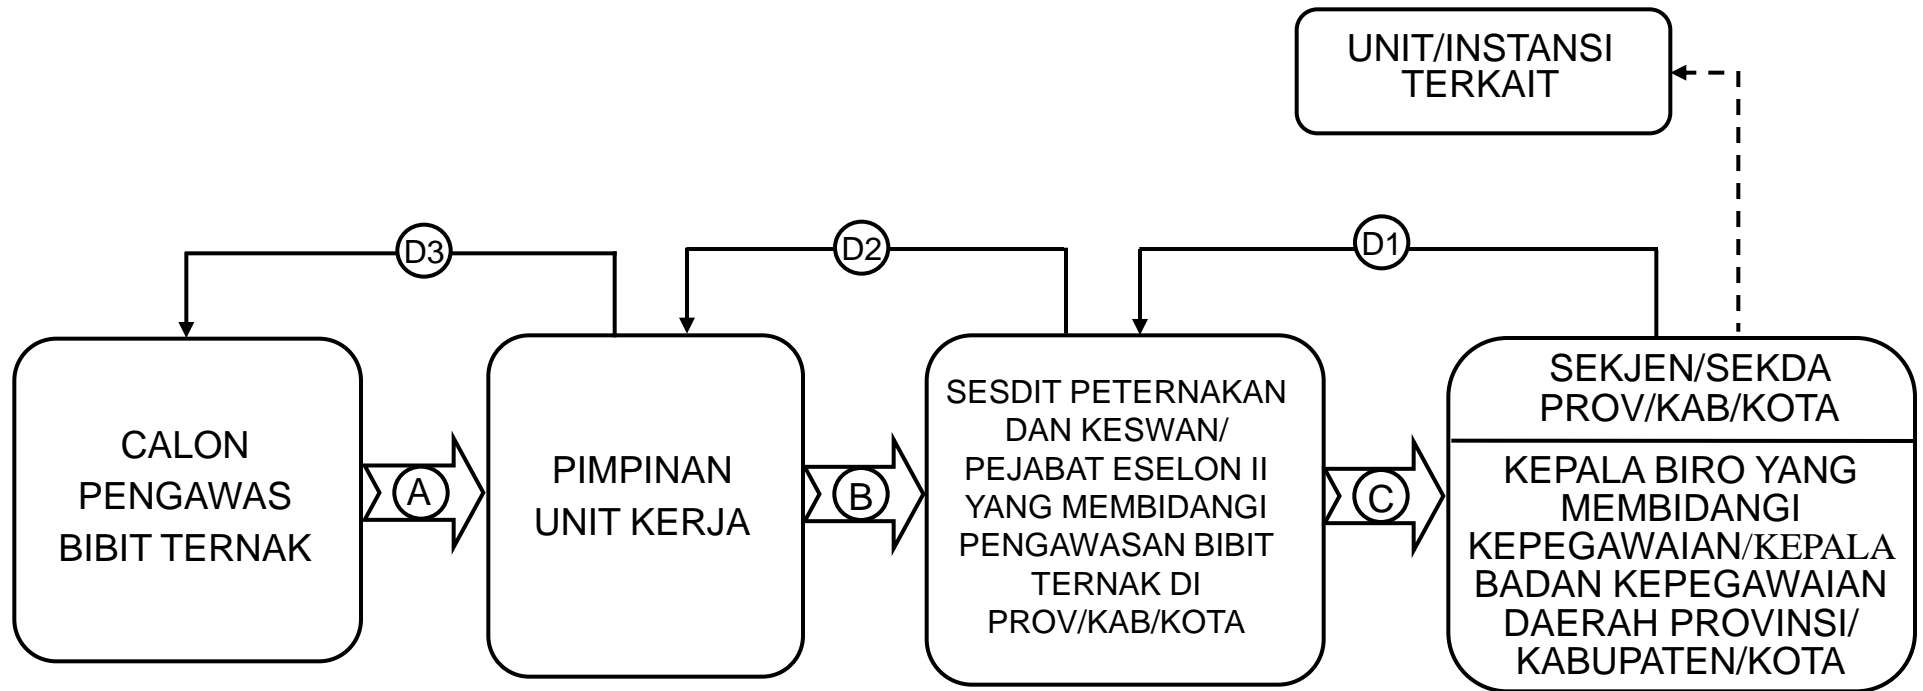 UNIT/INSTANSI
TERKAIT
D3
D2
D1
CALON
PENGAWAS
BIBIT TERNAK
A
PIMPINAN
UNIT KERJA
B
SESDIT PETERNAKAN
DAN KESWAN/
PEJABAT ESELON II
YANG MEMBIDANGI
PENGAWASAN BIBIT
TERNAK DI
PROV/KAB/KOTA
C
SEKJEN/SEKDA
PROV/KAB/KOTA
KEPALA BIRO YANG
MEMBIDANGI
KEPEGAWAIAN/KEPALA
BADAN KEPEGAWAIAN
DAERAH PROVINSI/
KABUPATEN/KOTA